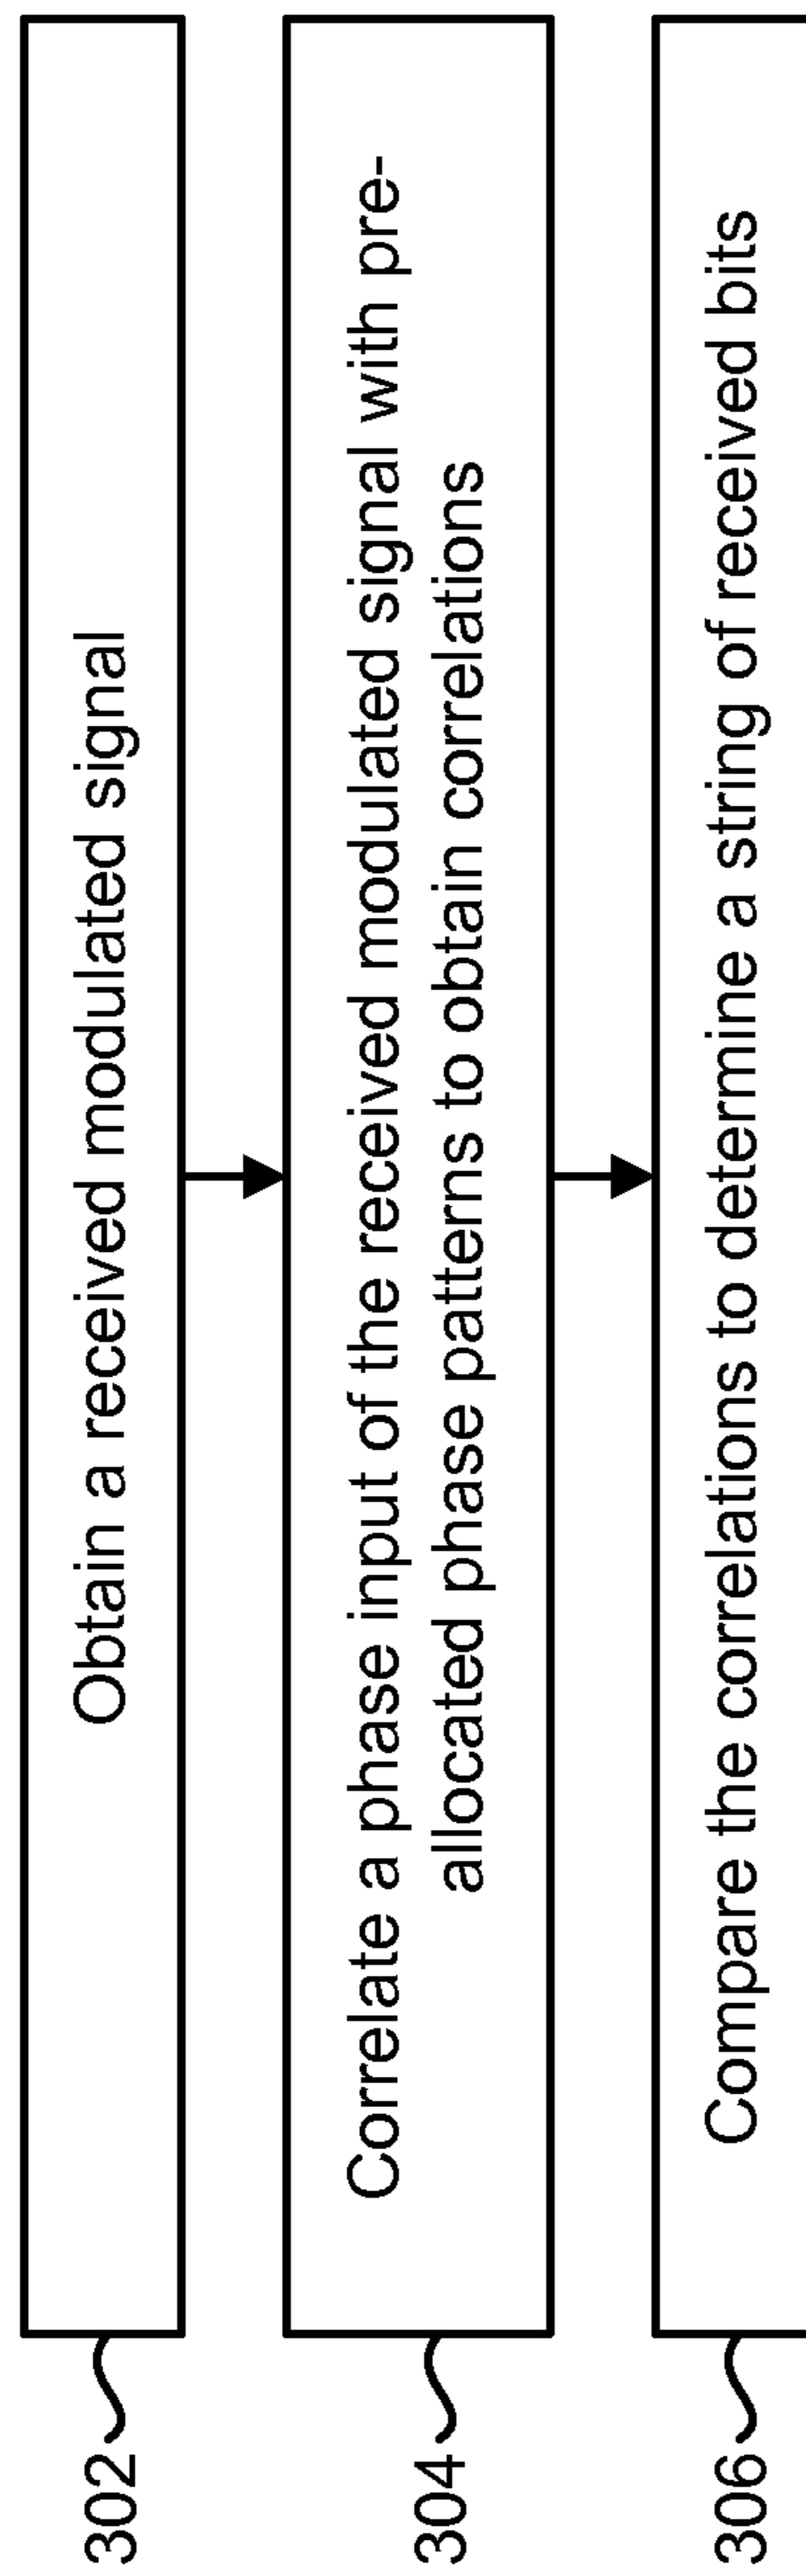 302
Obtain a received modulated signal
304
Correlate a phase input of the received modulated signal with pre-
allocated phase patterns to obtain correlations
306
Compare the correlations to determine a string of received bits